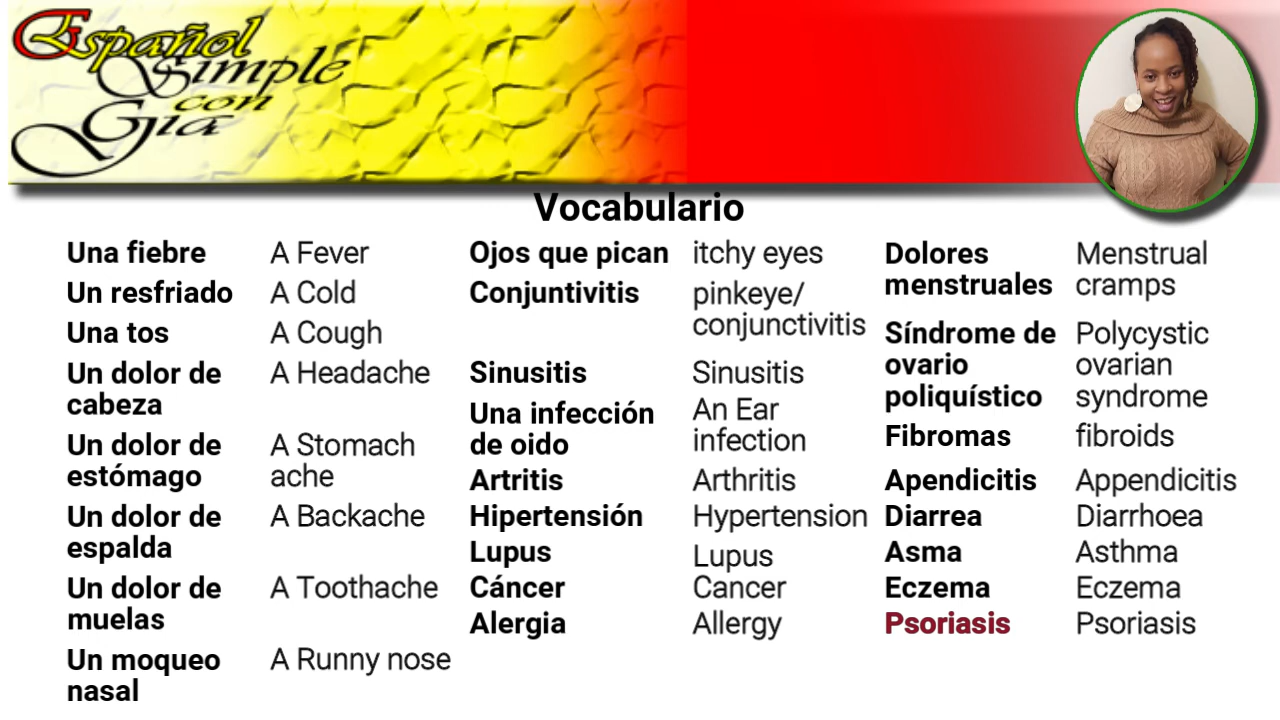 Español
Simple
con
Gia
Vocabulario
Una fiebre A Fever
Un resfriado A Cold
Una tos A Cough
Un dolor de A Headache
cabeza
Un dolor de A Stomach
estómago ache
Un dolor de A Backache
espalda
Un dolor de A Toothache
muelas
Un moqueo A Runny nose
nasal
Ojos que pican itchy eyes
Conjuntivitis pinkeye/
conjunctivitis
Sinusitis Sinusitis
Una infección An Ear
de oido infection
Artritis Arthritis
Hipertensión Hypertension
Lupus Lupus
Cáncer Cancer
Alergia Allergy
Dolores Menstrual
menstruales cramps
Síndrome de Polycystic
ovario ovarian
poliquístico syndrome
Fibromas fibroids
Apendicitis Appendicitis
Diarrea Diarrhoea
Asma Asthma
Eczema Eczema
Psoriasis Psoriasis